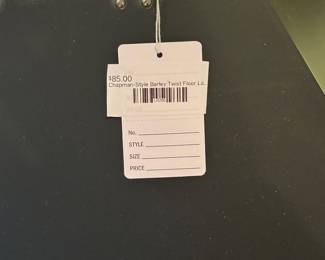 $85.00
Chapman-Style Barley Twist Floor La..
No.
STYLE
SIZE
PRICE